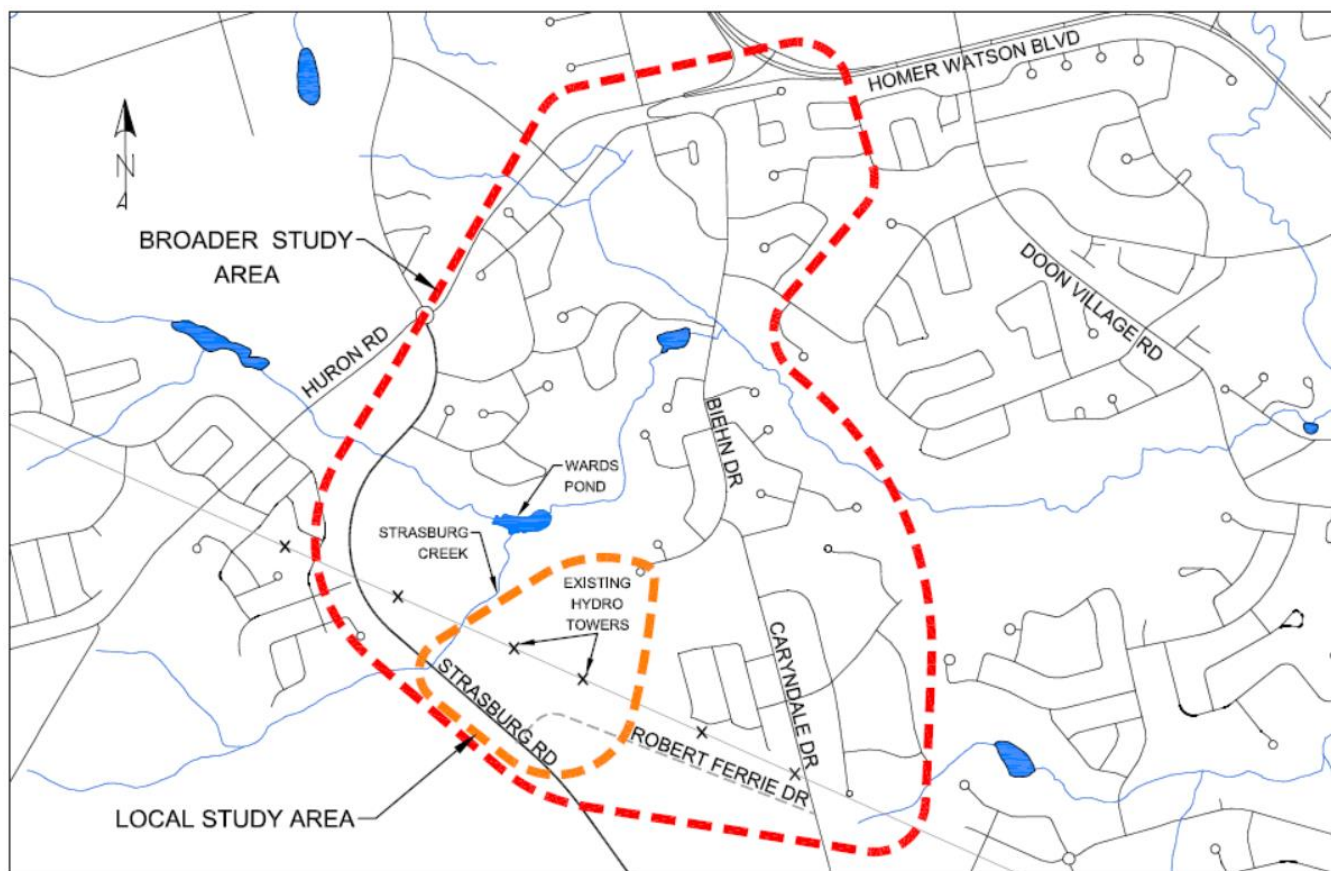 HOMER WATSON BLVD
N
BROADER STUDY
AREA
DOON VILLAGE RD
HURON RD
BIEHN DR
WARDS
POND
STRASBURG
CREEK
EXISTING
HYDRO
TOWERS
CARYNDALE DR
STRASBURG RD
ROBERT FERRIE DR
LOCAL STUDY AREA